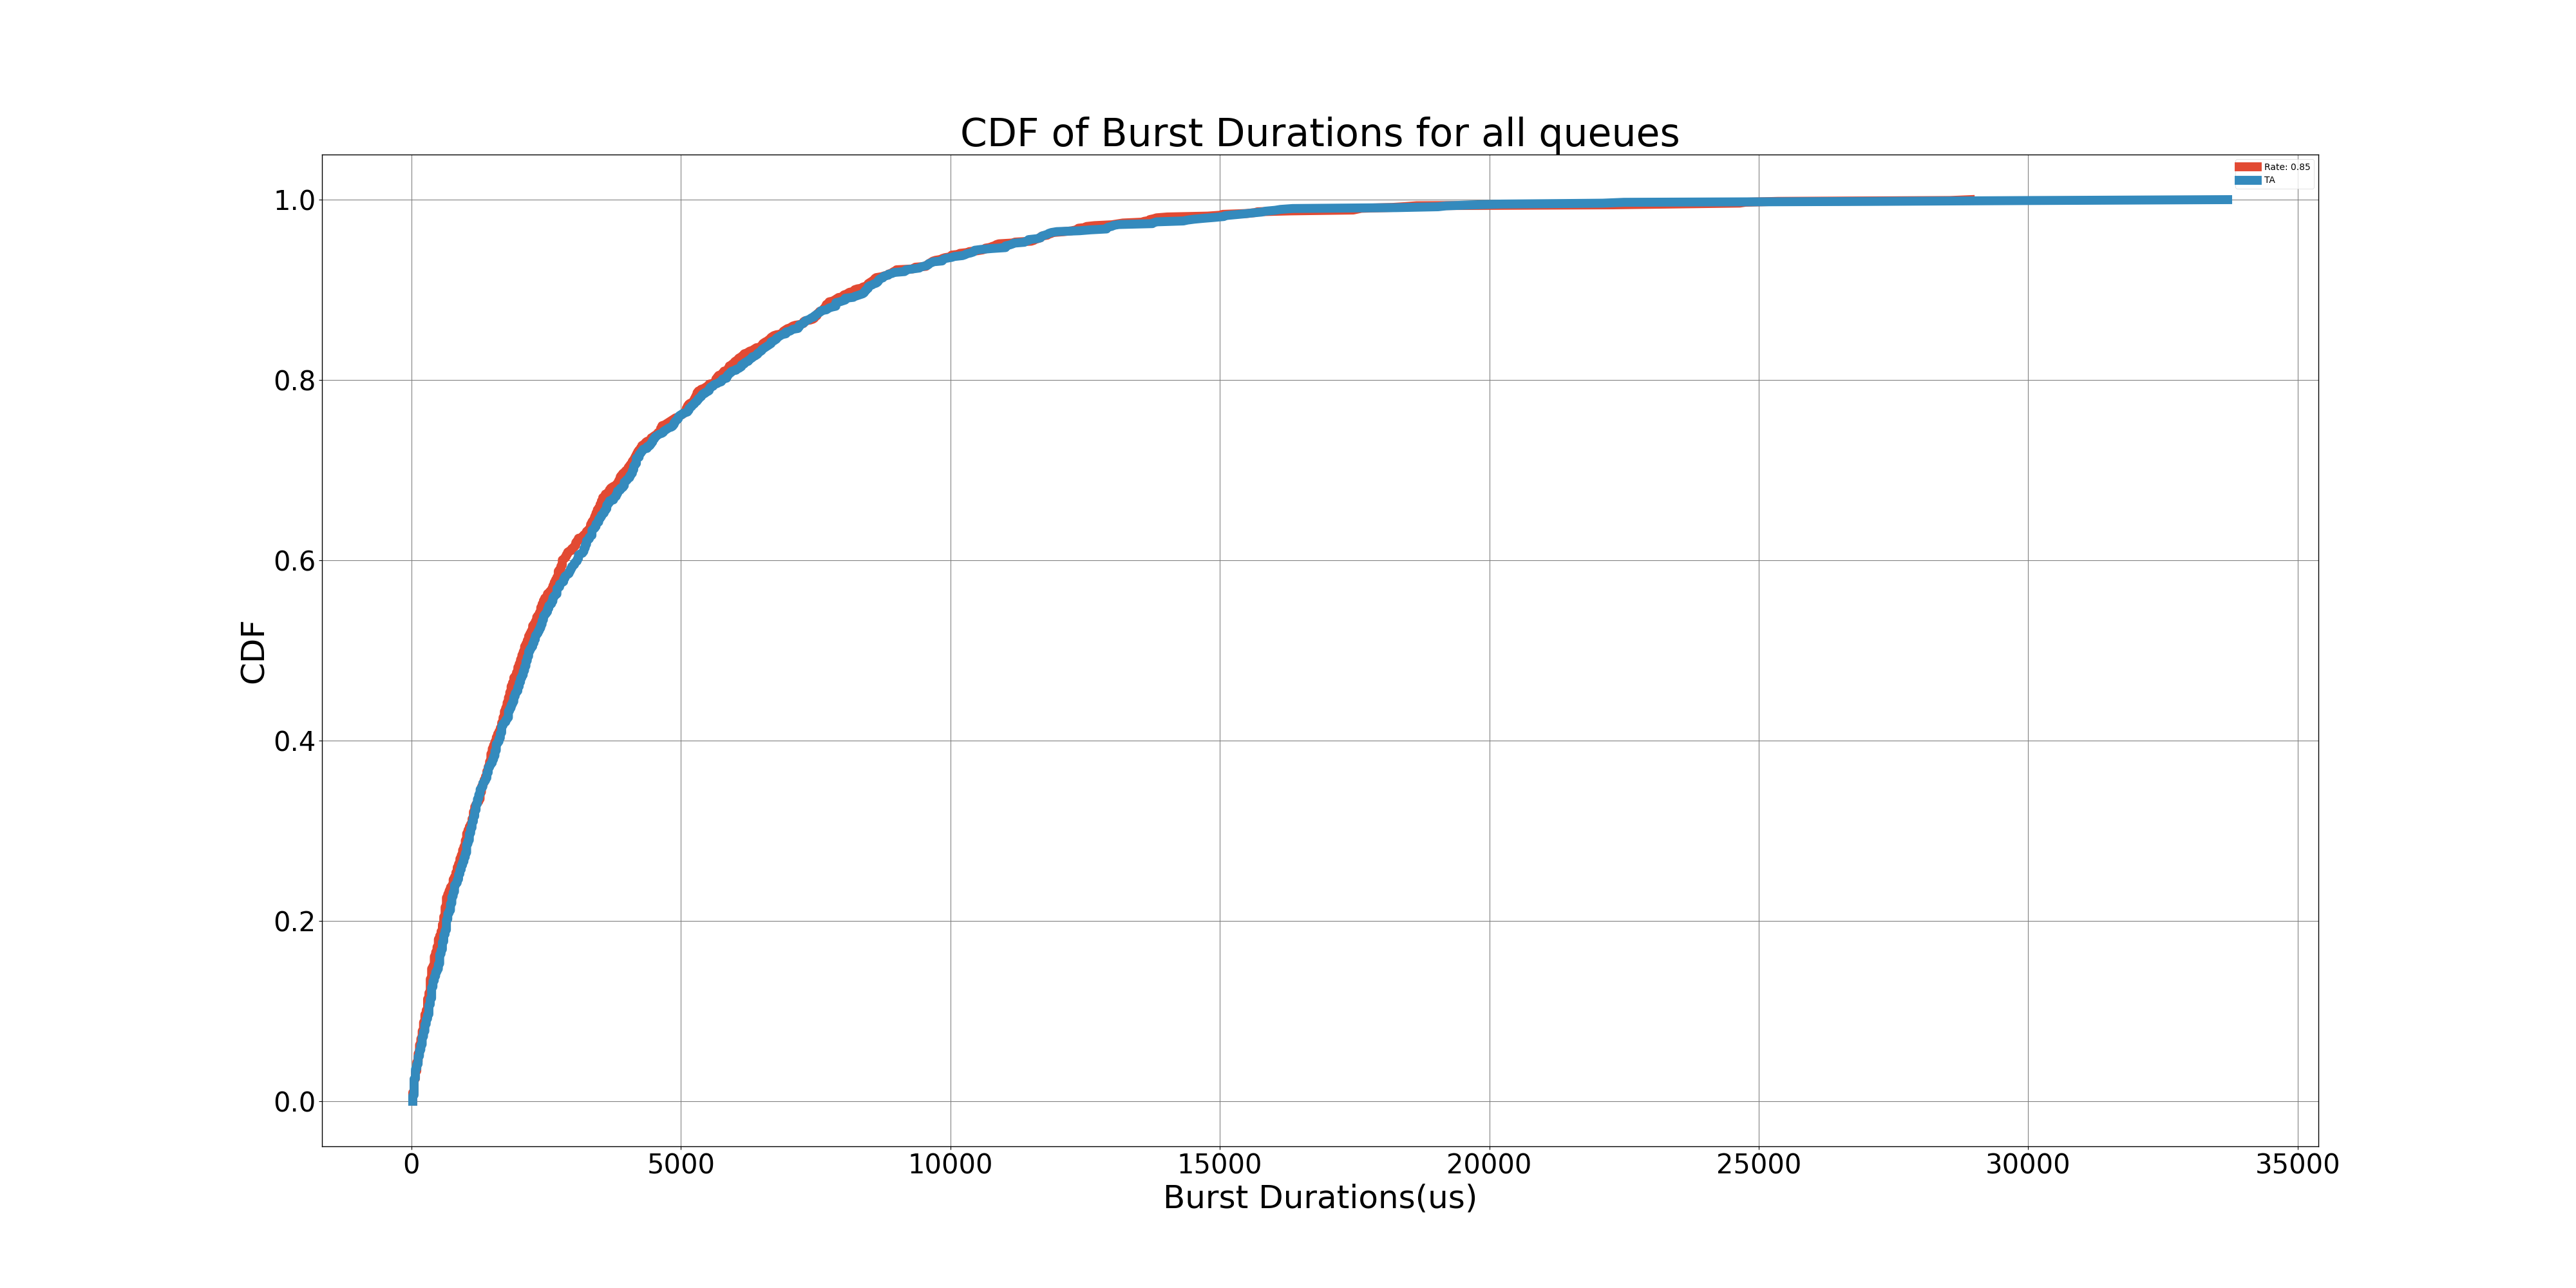 CDF of Burst Durations for all queues
Rate: 0.85
TA
1.0
0.8
0.6
0.4
0.2
0.0
CDF
0 5000 10000 15000 20000 25000 30000 35000
Burst Durations(us)